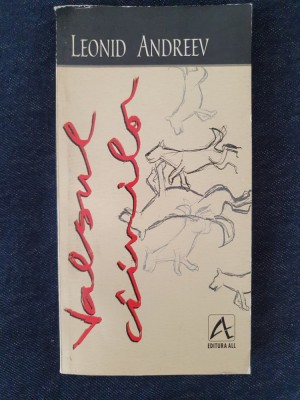 LEONID ANDREEV
Valsul
câinilor
A
EDITURA ALL